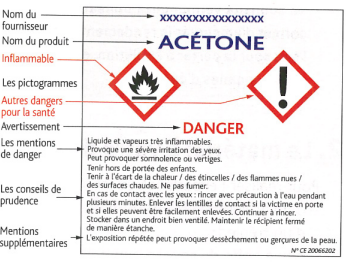 Nom du
fournisseur
xxxxxxxxxxxxxxxxx
Nom du produit
ACÉTONE
Inflammable
Les pictogrammes
Autres dangers
pour la santé
Avertissement
DANGER
Les mentions
de danger
Liquide et vapeurs très inflammables.
Provoque une sévère irritation des yeux.
Peut provoquer somnolence ou vertiges.
Les conseils de
prudence
Tenir hors de portée des enfants.
Tenir à l'écart de la chaleur / des étincelles / des flammes nues /
des surfaces chaudes. Ne pas fumer.
En cas de contact avec les yeux : rincer avec précaution à l'eau pendant
plusieurs minutes. Enlever les lentilles de contact si la victime en porte
et si elles peuvent être facilement enlevées. Continuer à rincer.
Stocker dans un endroit bien ventilé. Maintenir le récipient fermé
de manière étanche.
Mentions
supplémentaires
L'exposition répétée peut provoquer dessèchement ou gerçures de la peau.
N° CE 20066202